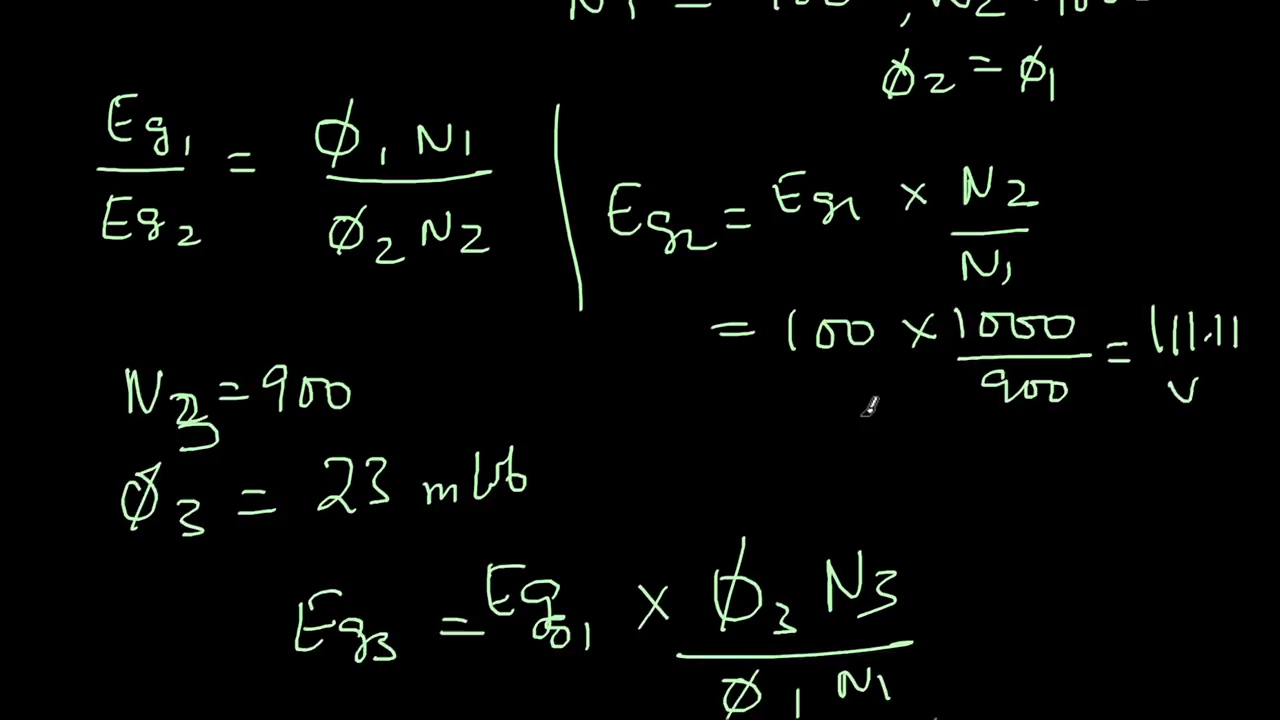 ϕ2 = ϕ1
Eg1/Eg2 = ϕ1 N1/ϕ2 N2
Eg2 = Eg1 × N2/N1
= 100 × 1000/900 = 111.11 V
N3 = 900
ϕ3 = 23 mWb
Eg3 = Eg1 × ϕ3 N3/ϕ1 N1